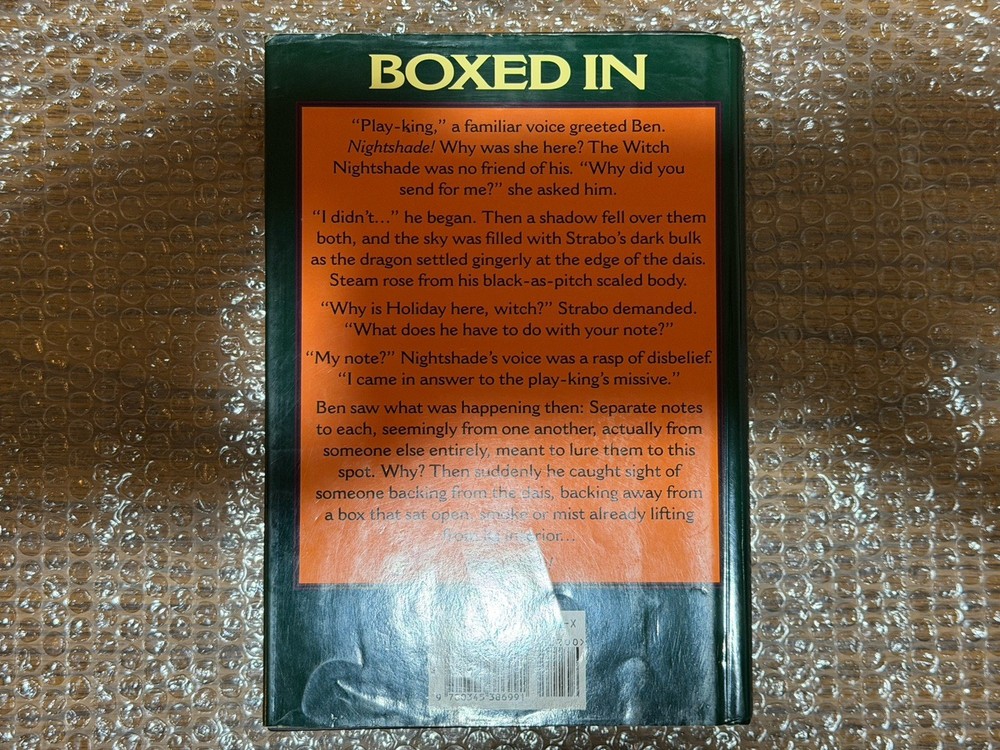 BOXED IN
“Play-king,” a familiar voice greeted Ben.
Nightshade! Why was she here? The Witch
Nightshade was no friend of his. “Why did you
send for me?” she asked him.
“I didn’t...” he began. Then a shadow fell over them
both, and the sky was filled with Strabo’s dark bulk
as the dragon settled gingerly at the edge of the dais.
Steam rose from his black-as-pitch scaled body.
“Why is Holiday here, witch?” Strabo demanded.
“What does he have to do with your note?”
“My note?” Nightshade’s voice was a rasp of disbelief.
“I came in answer to the play-king’s missive.”
Ben saw what was happening then: Separate notes
to each, seemingly from one another, actually from
someone else entirely, meant to lure them to this
spot. Why? Then suddenly he caught sight of
someone backing from the dais, backing away from
a box that sat open, smoke or mist already lifting
from its interior...
-X